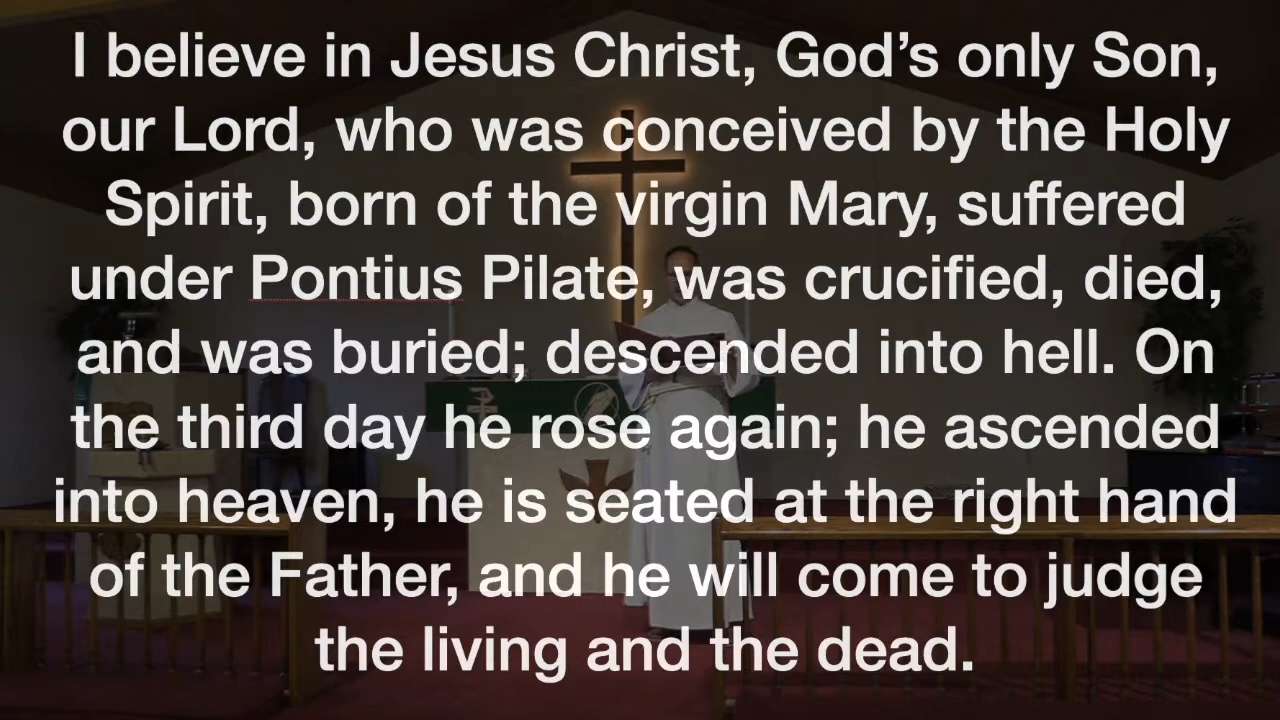 I believe in Jesus Christ, God's only Son,
our Lord, who was conceived by the Holy
Spirit, born of the virgin Mary, suffered
under Pontius Pilate, was crucified, died,
and was buried; descended into hell. On
the third day he rose again; he ascended
into heaven, he is seated at the right hand
of the Father, and he will come to judge
the living and the dead.